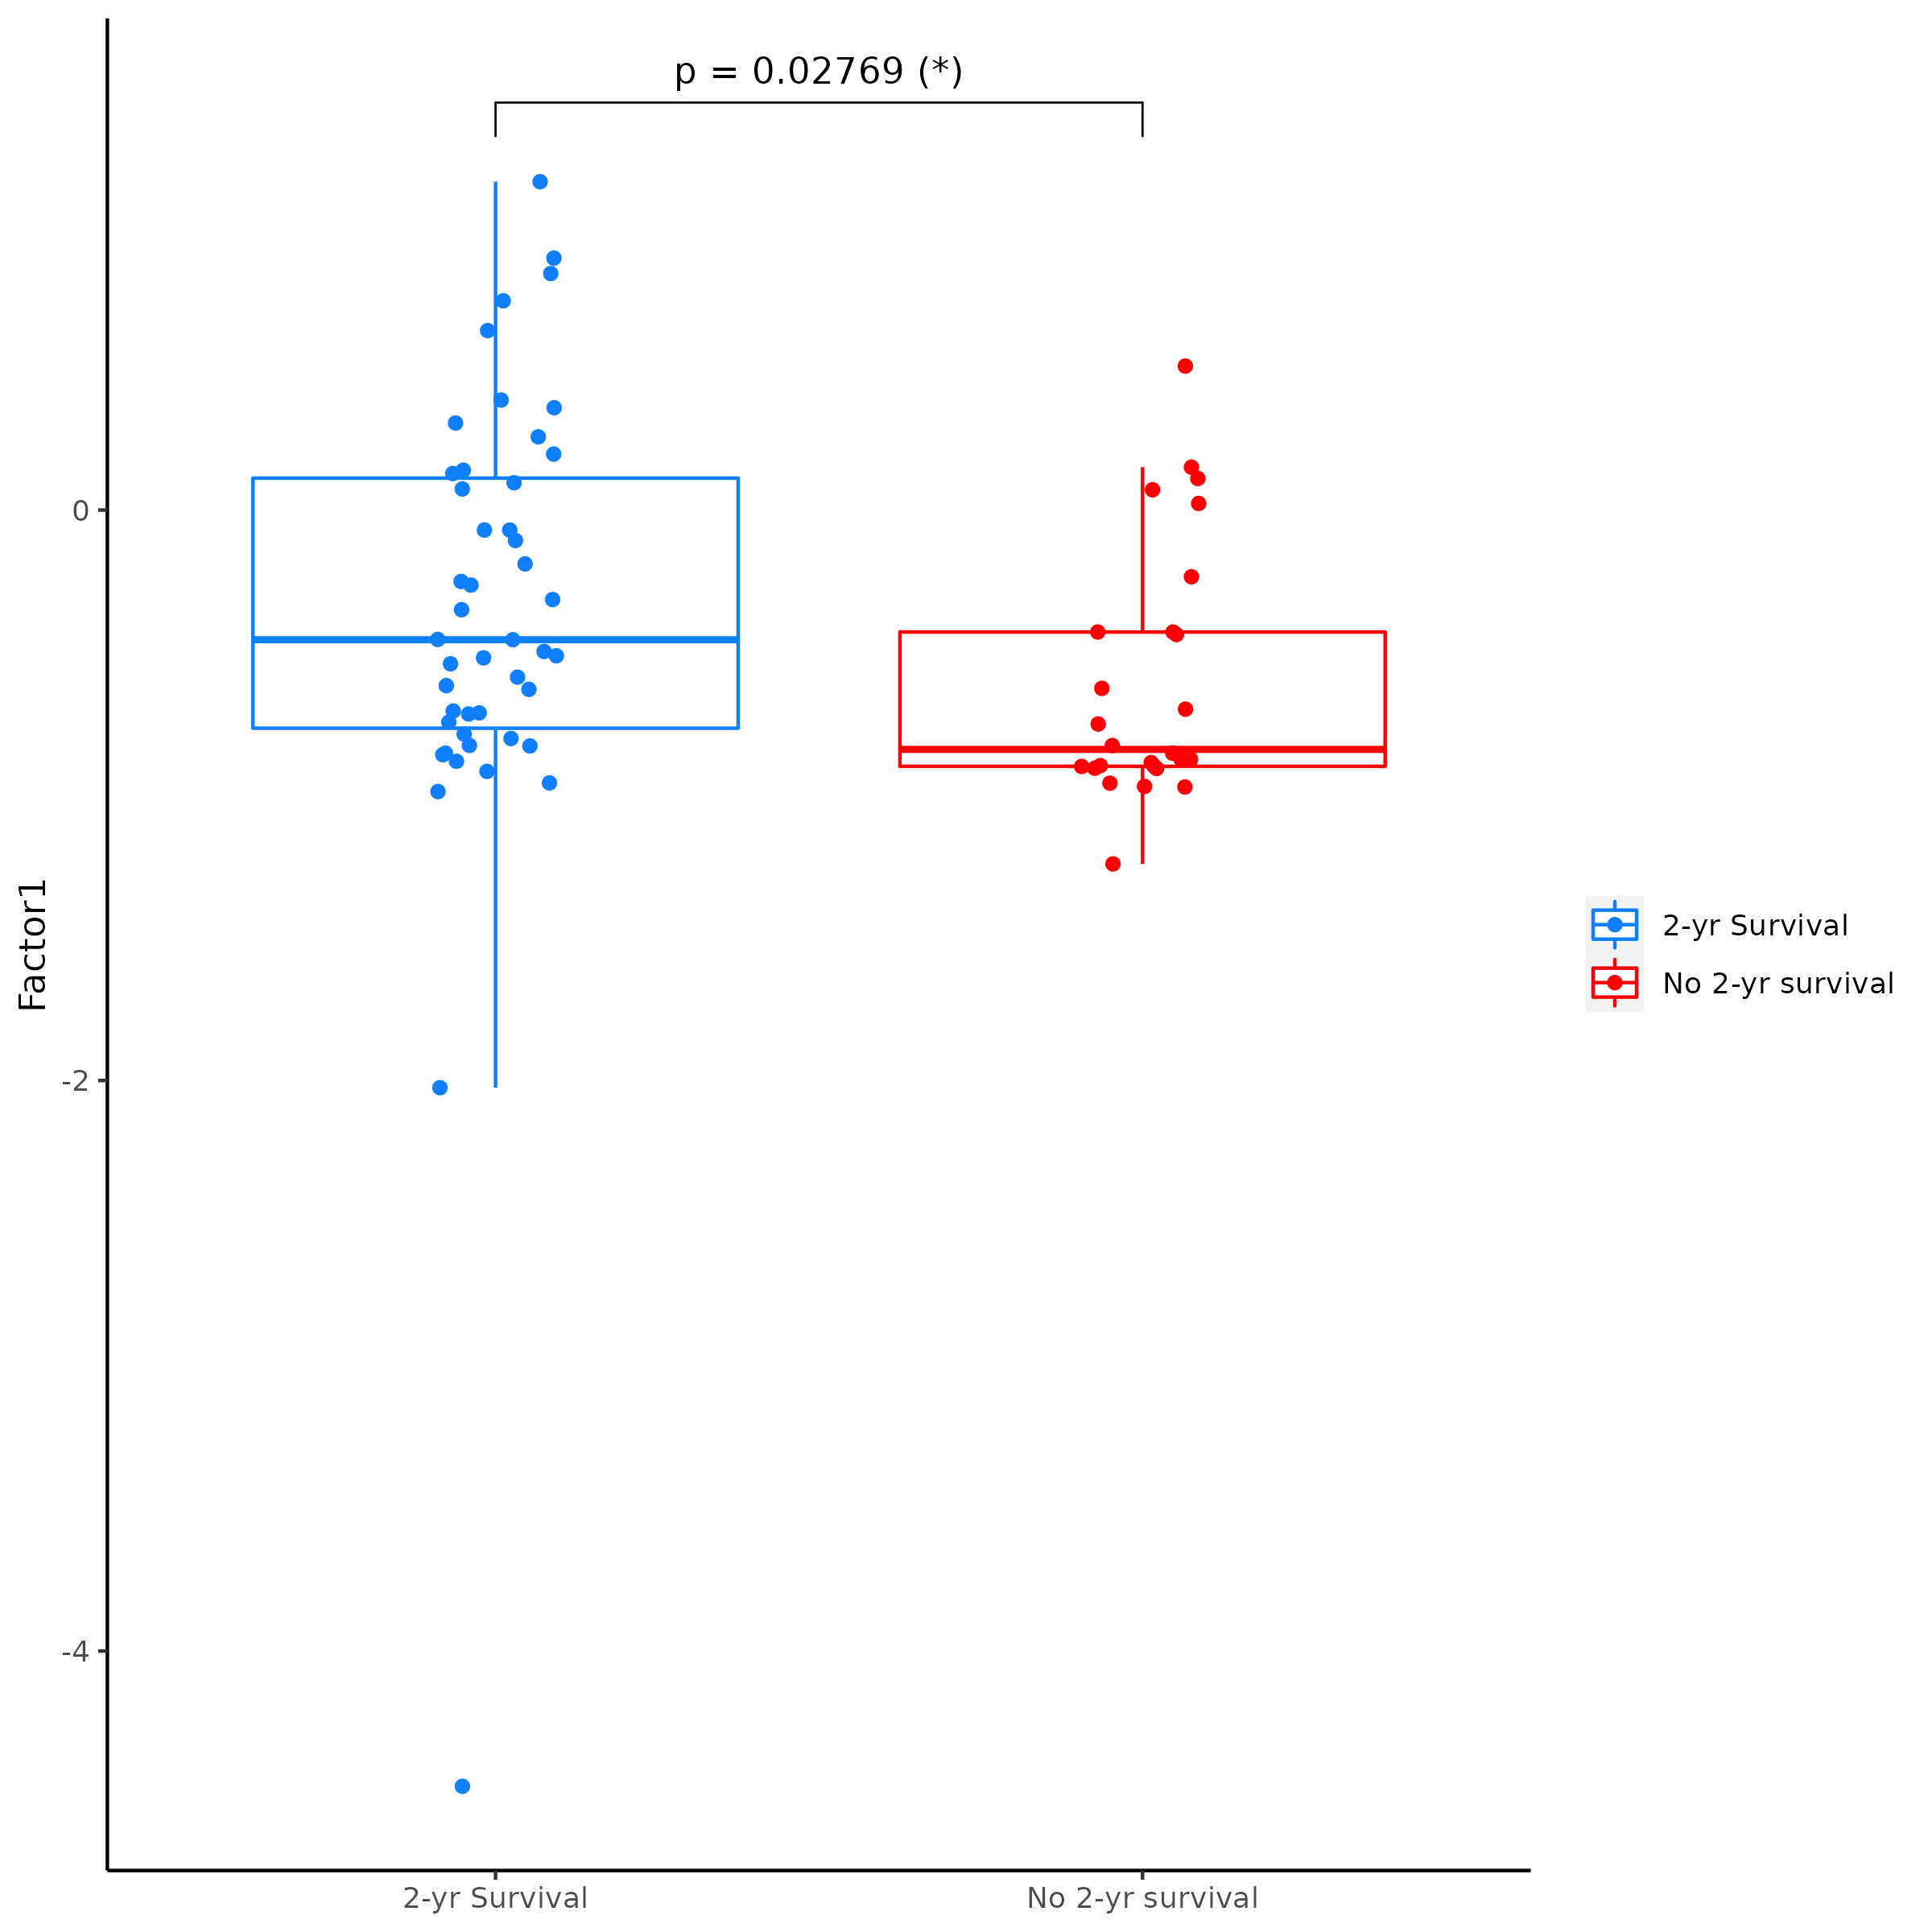 p = 0.02769 (*)
Factor1
0
-2
-4
2-yr Survival
No 2-yr survival
2-yr Survival
No 2-yr survival